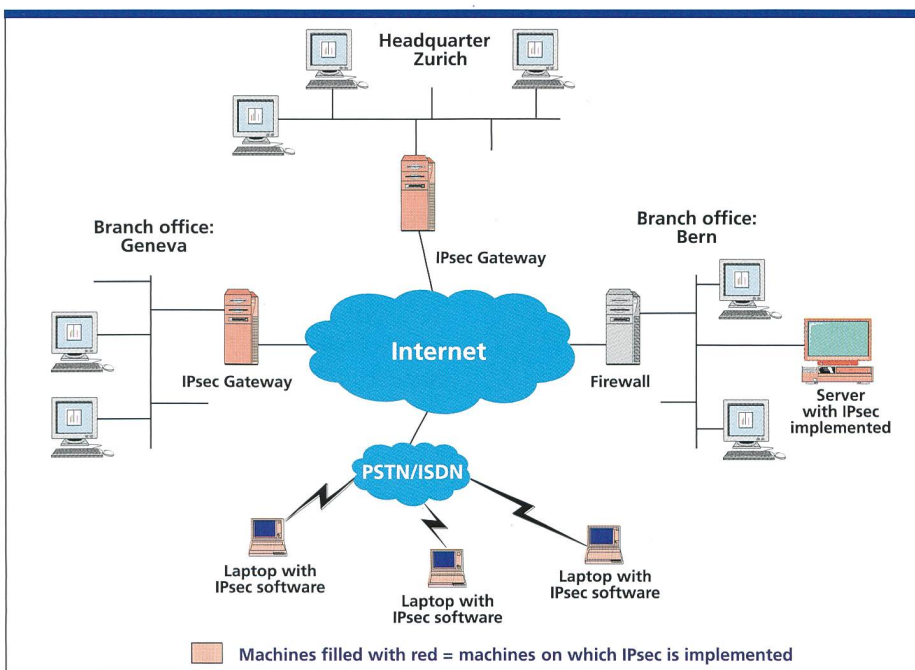 Headquarter
Zurich
IPsec Gateway
Branch office:
Geneva
IPsec Gateway
Branch office:
Bern
Internet
Firewall
Server
with IPsec
implemented
PSTN/ISDN
Laptop with
IPsec software
Laptop with
IPsec software
Laptop with
IPsec software
Machines filled with red = machines on which IPsec is implemented